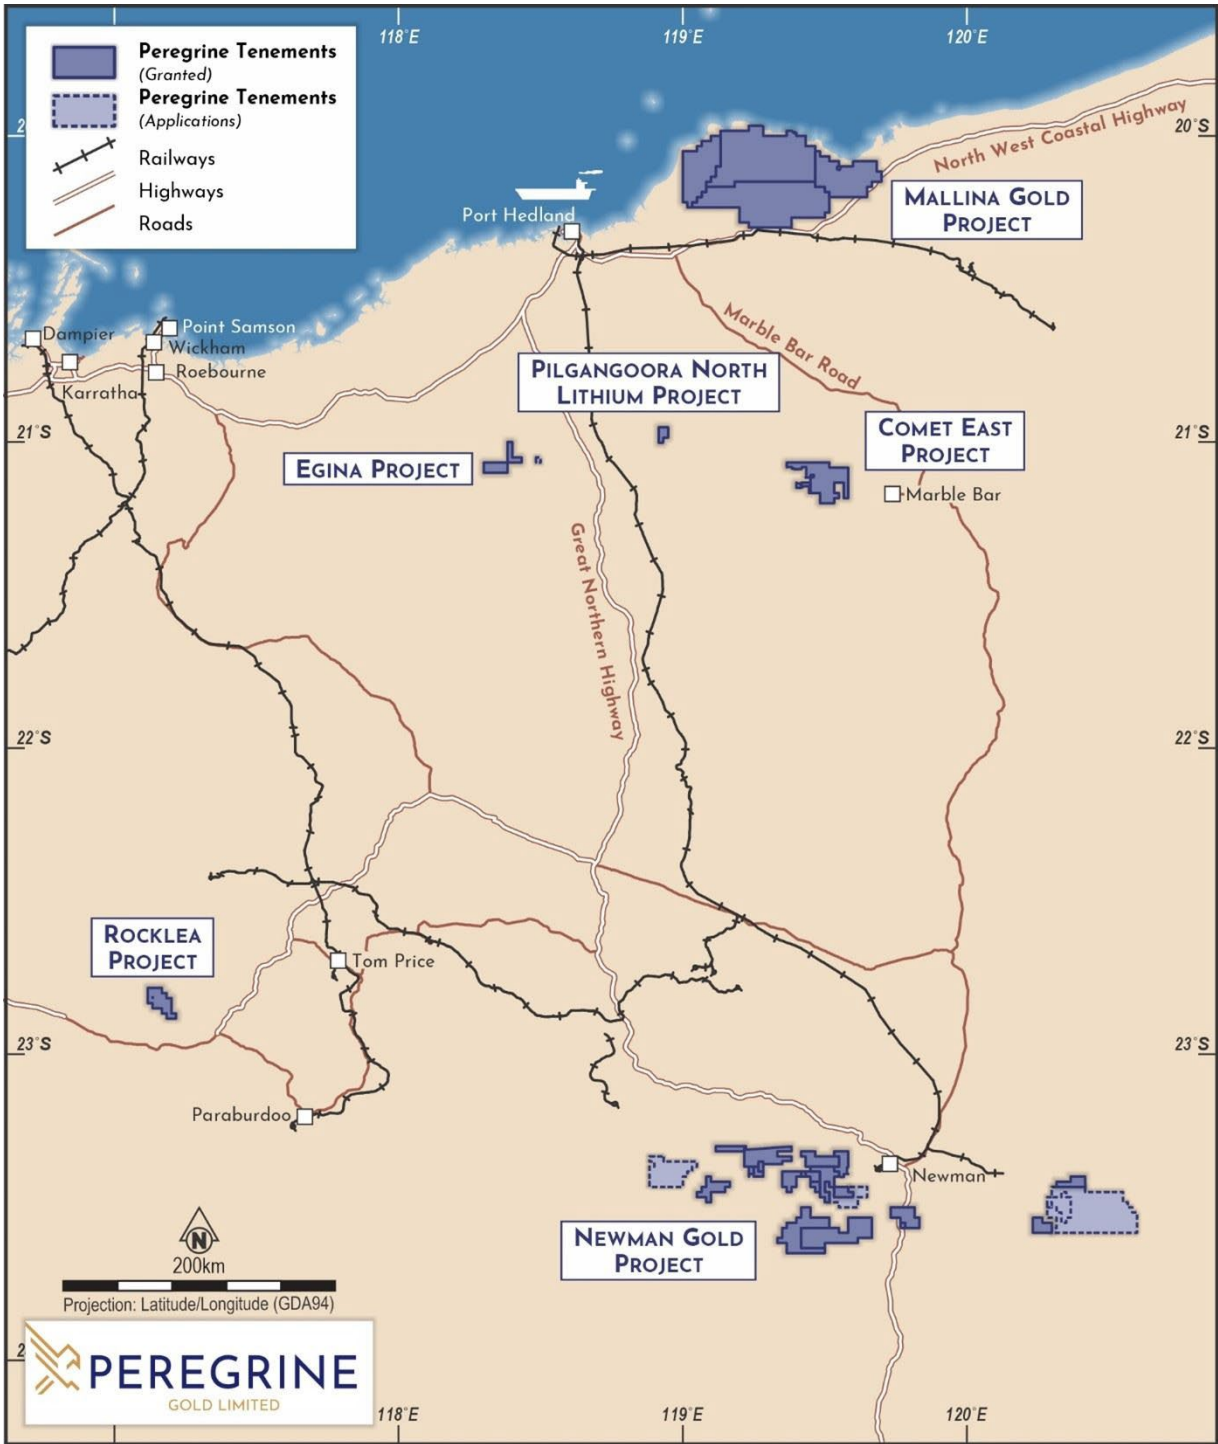 118°E
119°E
120°E
Peregrine Tenements
(Granted)
Peregrine Tenements
(Applications)
Railways
Highways
Roads
20°S
North West Coastal Highway
MALLINA GOLD
PROJECT
Port Hedland
Dampier
Point Samson
Wickham
Roebourne
Karratha
Marble Bar Road
PILGANGOORA NORTH
LITHIUM PROJECT
COMET EAST
PROJECT
21°S
21°S
EGINA PROJECT
Marble Bar
Great Northern Highway
22°S
22°S
ROCKLEA
PROJECT
Tom Price
23°S
23°S
Paraburdoo
Newman
NEWMAN GOLD
PROJECT
N
200km
Projection: Latitude/Longitude (GDA94)
PEREGRINE
GOLD LIMITED
118°E
119°E
120°E